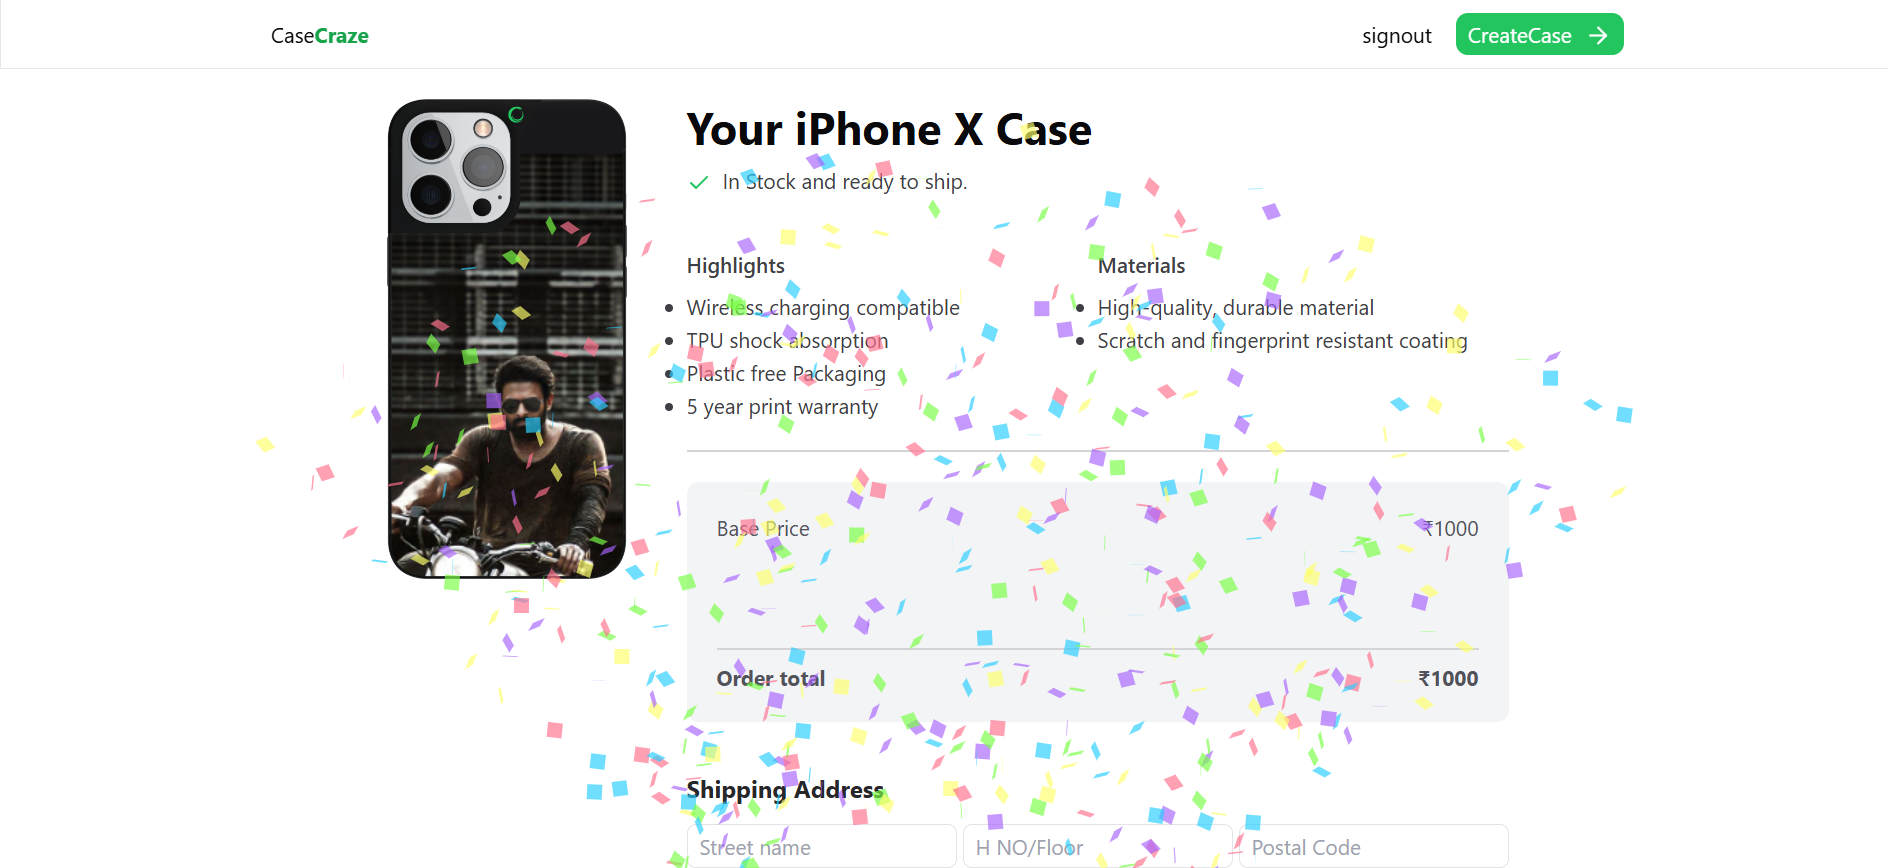 CaseCraze
signout
CreateCase
Your iPhone X Case
In Stock and ready to ship.
Highlights
Wireless charging compatible
TPU shock absorption
Plastic free Packaging
5 year print warranty
Materials
High-quality, durable material
Scratch and fingerprint resistant coating
Base Price
₹1000
Order total
₹1000
Shipping Address
Street name
H NO/Floor
Postal Code